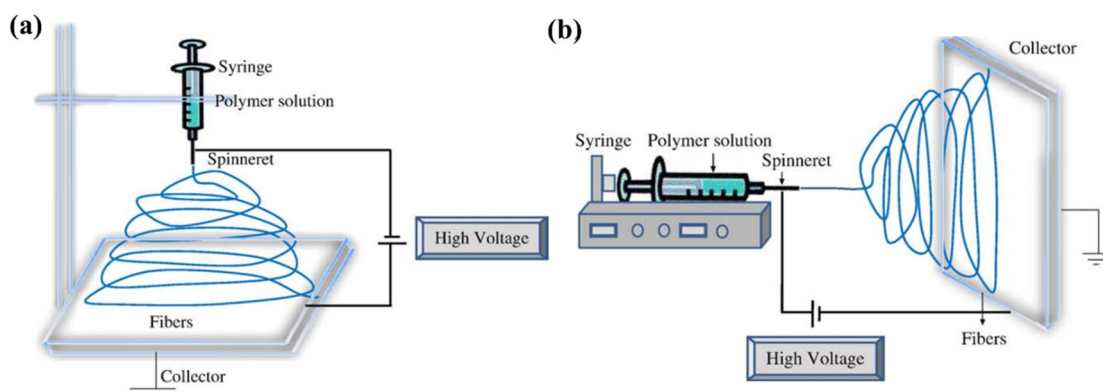 (a)
Syringe
Polymer solution
Spinneret
High Voltage
Fibers
Collector
(b)
Collector
Syringe
Polymer solution
Spinneret
Fibers
High Voltage